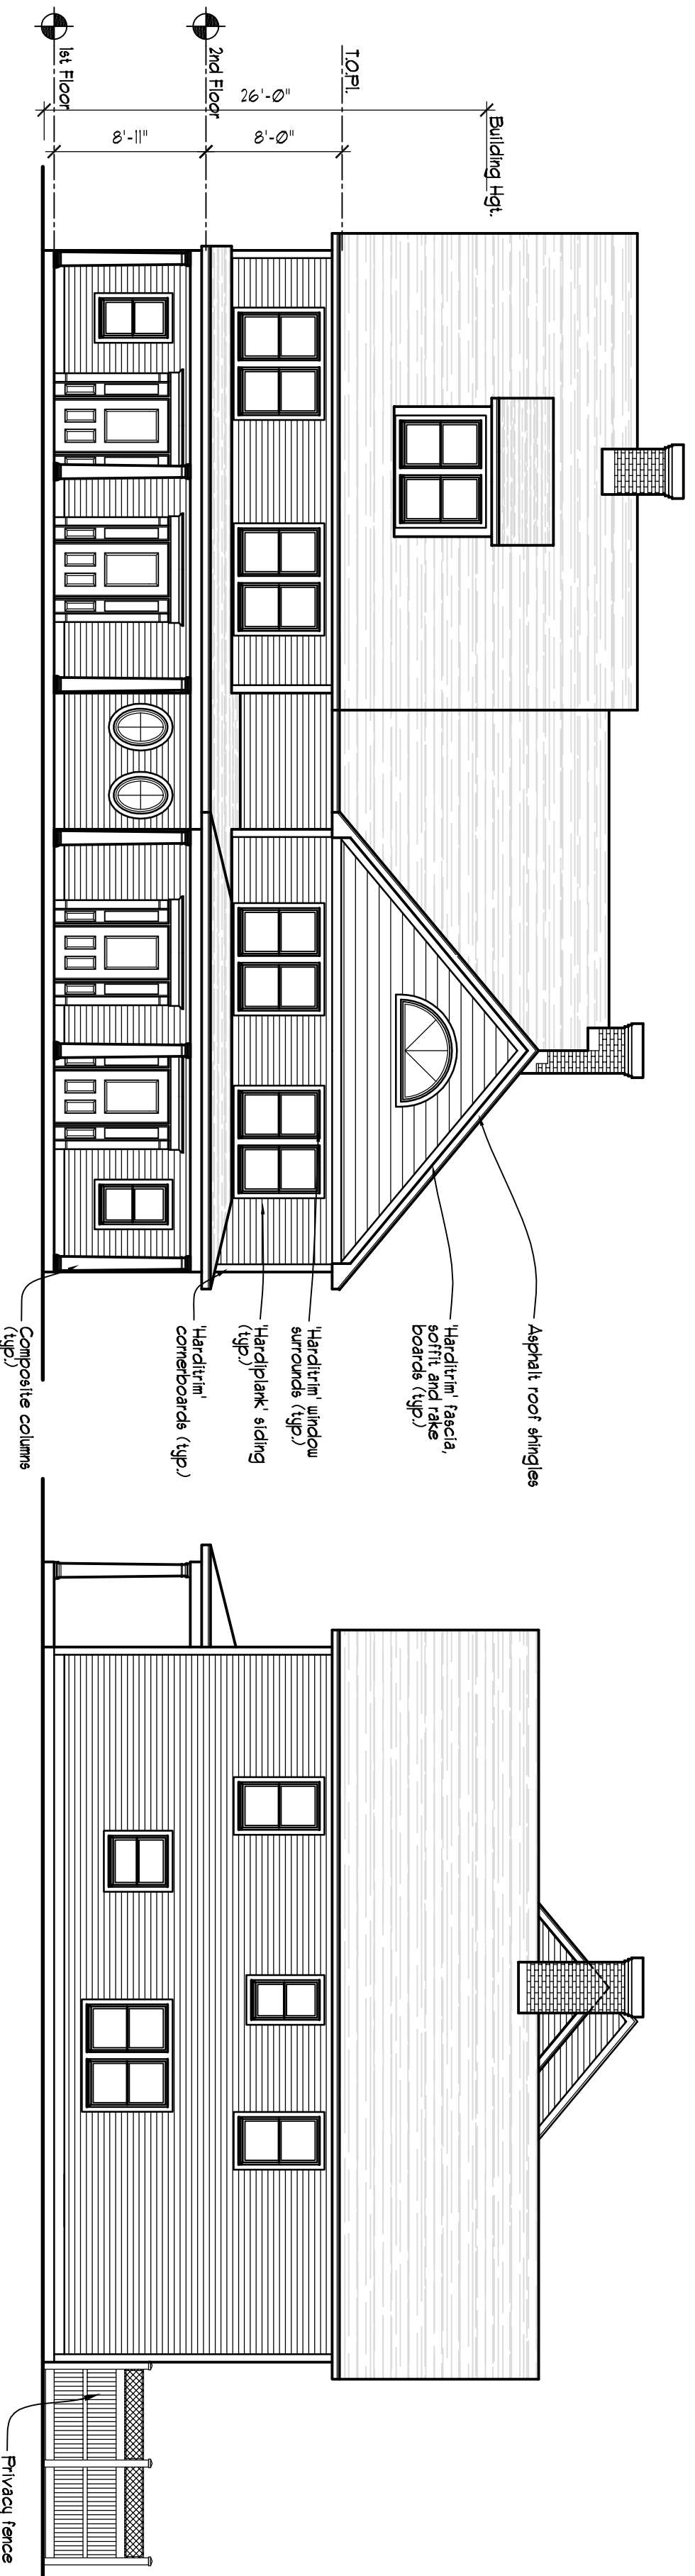 Building Hgt.
T.O.Pl.
2nd Floor
1st Floor
26'-0"
8'-0"
8'-11"
Asphalt roof shingles
'Harditrim' fascia,
soffit and rake
boards (typ.)
'Harditrim' window
surrounds (typ.)
'Hardiplank' siding
(typ.)
'Harditrim'
cornerboards (typ.)
Composite columns
(typ.)
Privacy fence